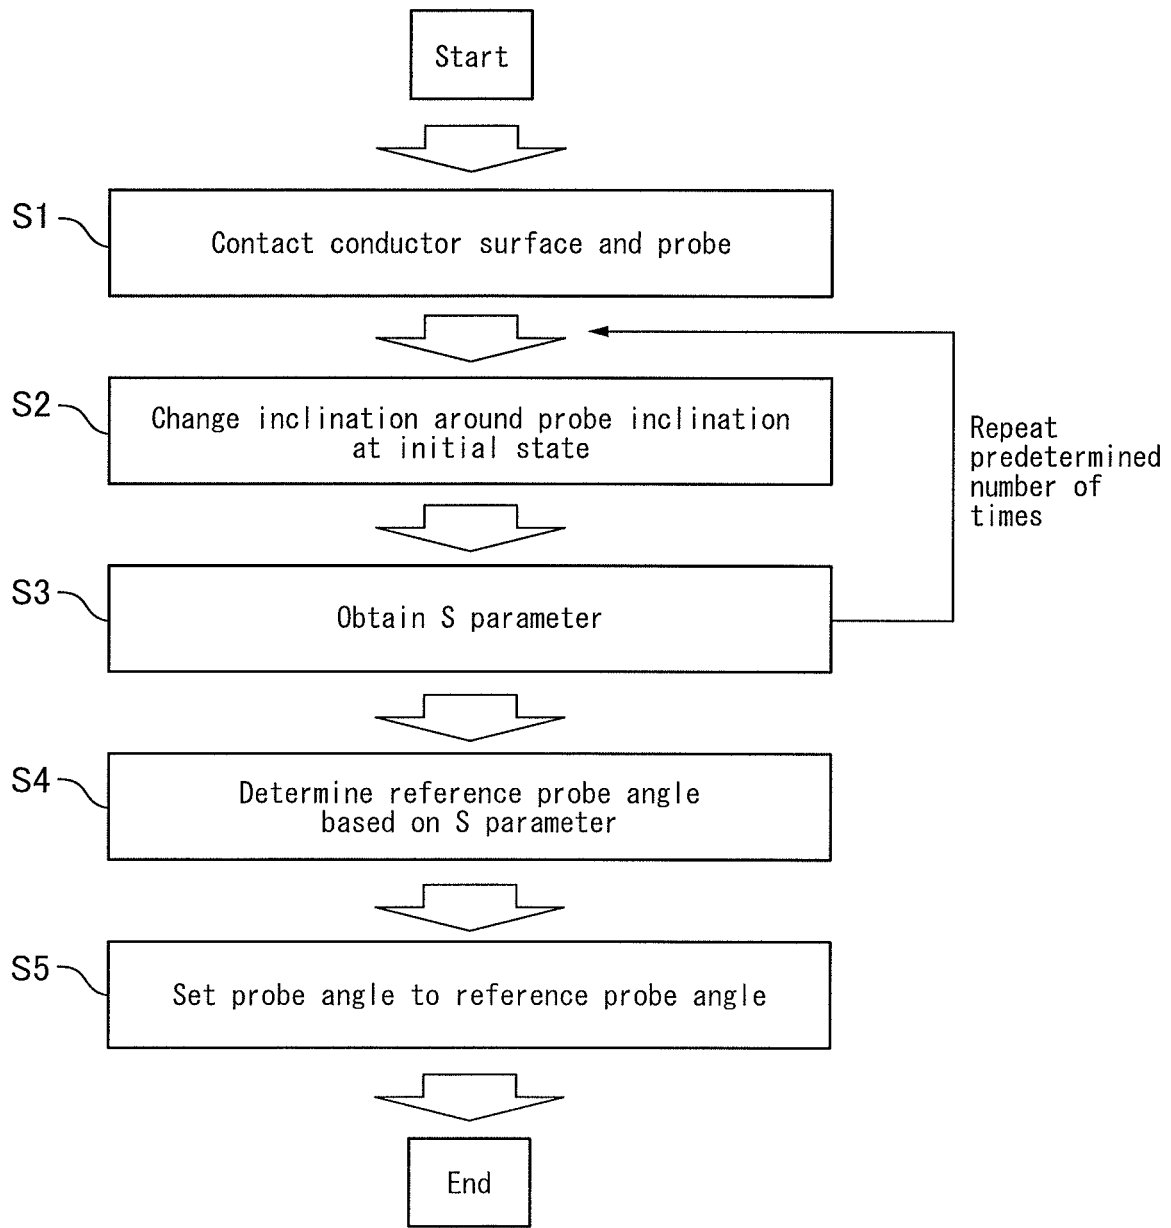 Start
S1
Contact conductor surface and probe
S2
Change inclination around probe inclination
at initial state
Repeat
predetermined
number of
times
S3
Obtain S parameter
S4
Determine reference probe angle
based on S parameter
S5
Set probe angle to reference probe angle
End